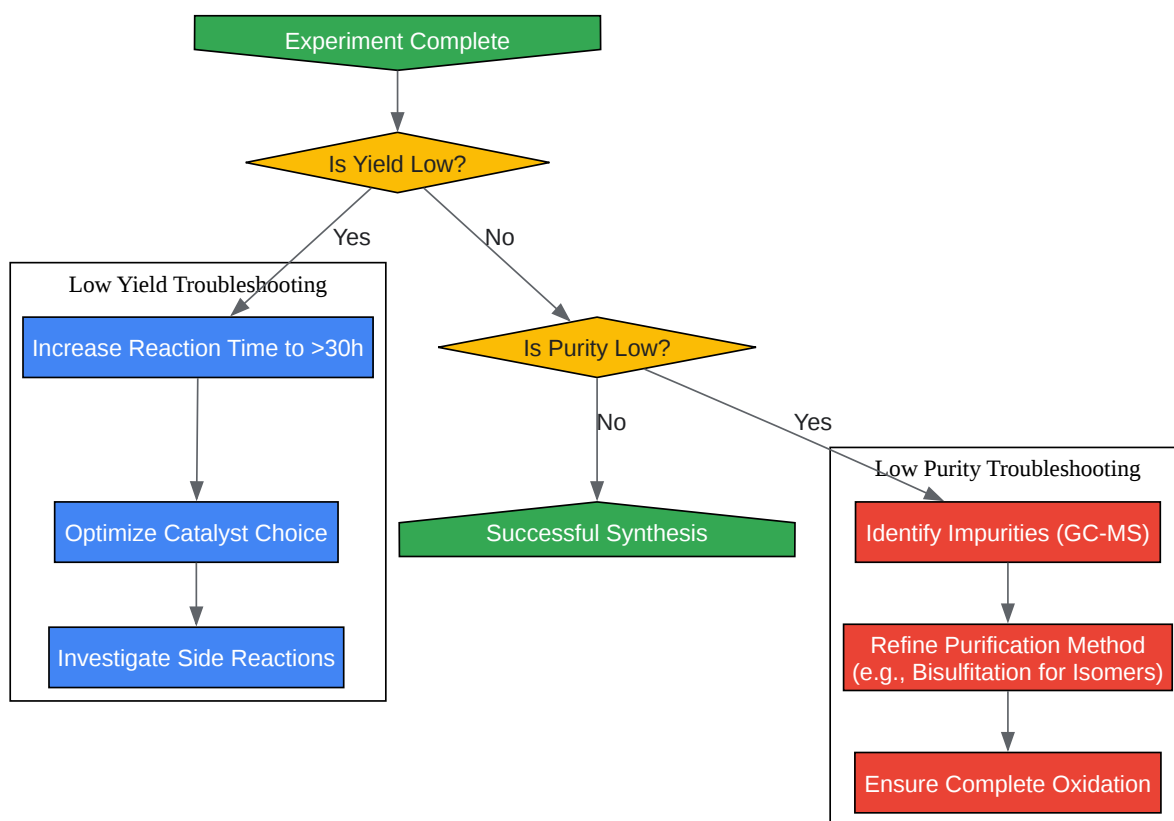 Experiment Complete
Is Yield Low?
Yes
No
Low Yield Troubleshooting
Increase Reaction Time to >30h
Is Purity Low?
No
Yes
Low Purity Troubleshooting
Optimize Catalyst Choice
Successful Synthesis
Identify Impurities (GC-MS)
Investigate Side Reactions
Refine Purification Method
(e.g., Bisulfitation for Isomers)
Ensure Complete Oxidation